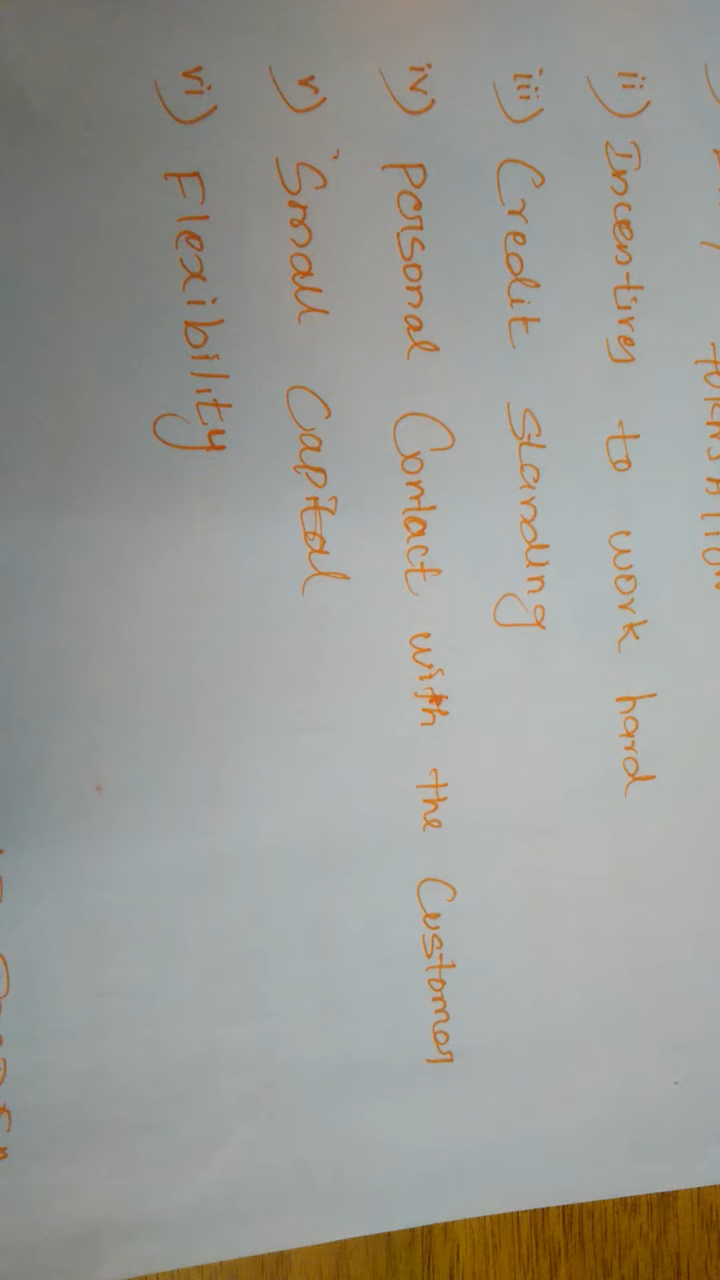 ii) Incentives to work hard
iii) Credit standing
iv) Personal Contact with the Customer
v) Small Capital
vi) Flexibility